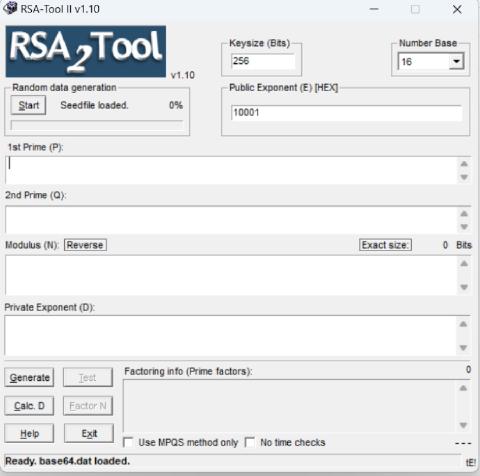 RSA-Tool II v1.10
RSA2Tool
v1.10
Keysize (Bits)
256
Number Base
16
Random data generation
Start Seedfile loaded. 0%
Public Exponent (E) [HEX]
10001
1st Prime (P):
2nd Prime (Q):
Modulus (N): Reverse Exact size: 0 Bits
Private Exponent (D):
Generate Test
Factoring info (Prime factors): 0
Calc. D Factor N
Help Exit
Use MPQS method only No time checks ---
Ready. base64.dat loaded. tE!